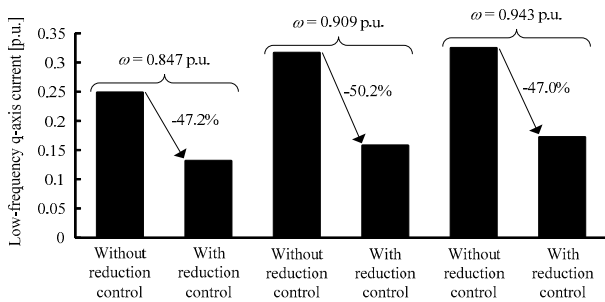 Low-frequency q-axis current [p.u.]
0.35
0.3
0.25
0.2
0.15
0.1
0.05
0
ω = 0.847 p.u.
ω = 0.909 p.u.
ω = 0.943 p.u.
-47.2%
-50.2%
-47.0%
Without
reduction
control
With
reduction
control
Without
reduction
control
With
reduction
control
Without
reduction
control
With
reduction
control